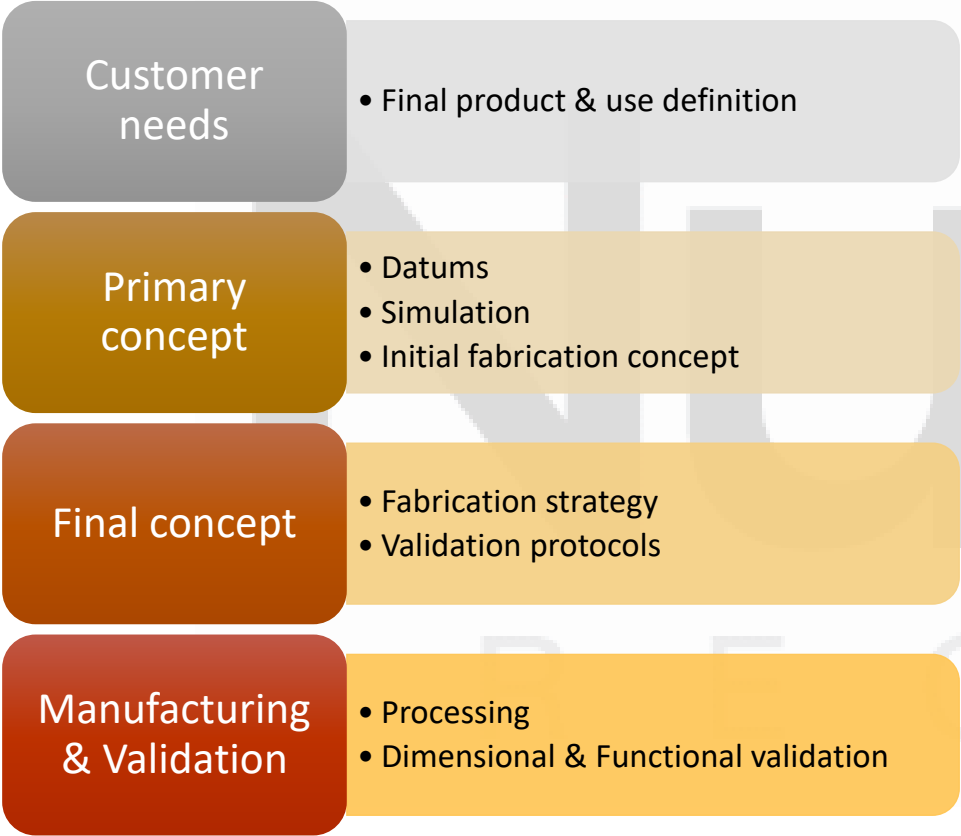 Customer
needs
• Final product & use definition
Primary
concept
• Datums
• Simulation
• Initial fabrication concept
Final concept
• Fabrication strategy
• Validation protocols
Manufacturing
& Validation
• Processing
• Dimensional & Functional validation